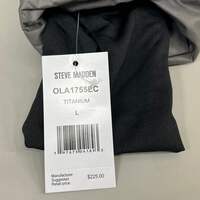 STEVE MADDEN
OLA1755EC
TITANIUM
L
Manufacturer
Suggested
Retail price:
$225.00